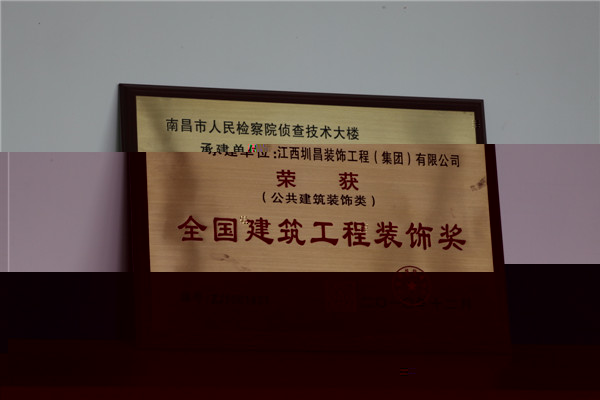 南昌市人民检察院侦查技术大楼
承建单位:江西圳昌装饰工程(集团)有限公司
荣 获
(公共建筑装饰类)
全国建筑工程装饰奖